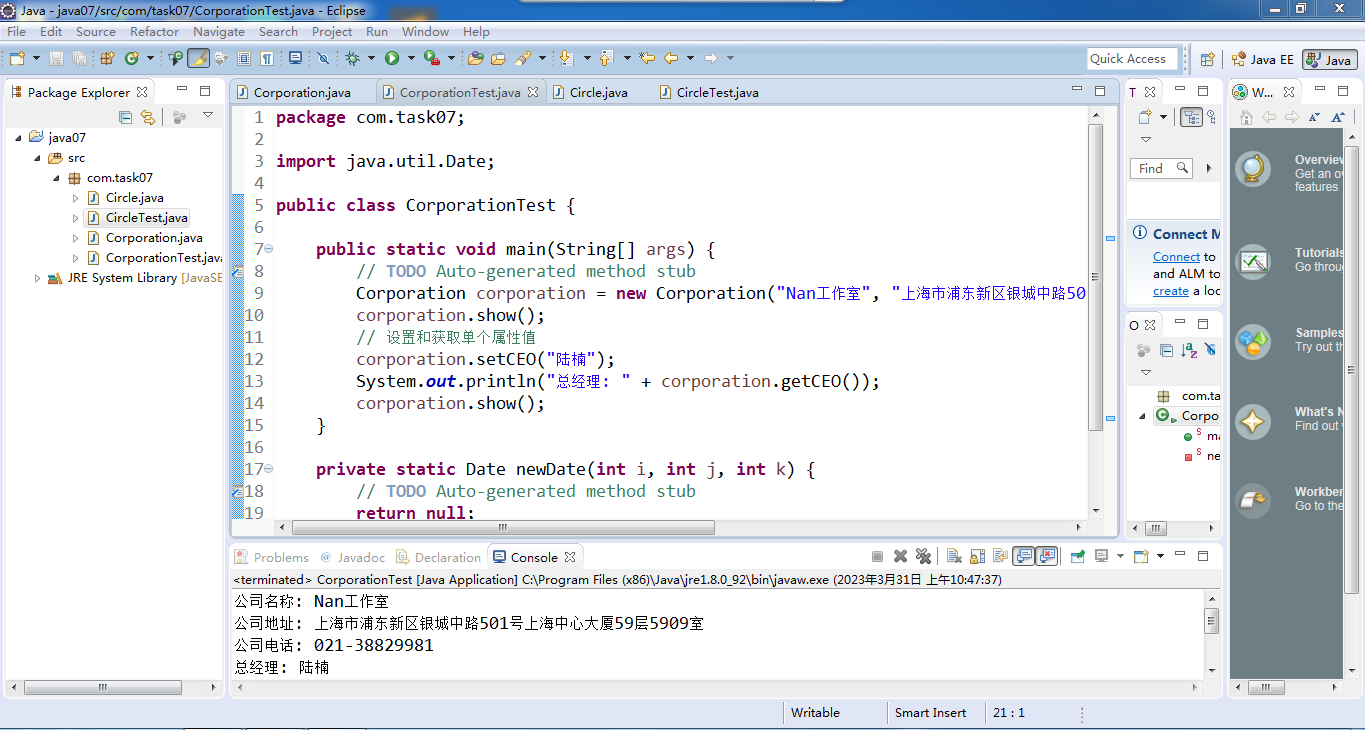 Java - java07/src/com/task07/CorporationTest.java - Eclipse
File Edit Source Refactor Navigate Search Project Run Window Help
Quick Access
Java EE
Java
Package Explorer
java07
src
com.task07
Circle.java
CircleTest.java
Corporation.java
CorporationTest.java
JRE System Library [JavaSE
Corporation.java
CorporationTest.java
Circle.java
CircleTest.java
1 package com.task07;
2
3 import java.util.Date;
4
5 public class CorporationTest {
6
7 public static void main(String[] args) {
8 // TODO Auto-generated method stub
9 Corporation corporation = new Corporation("Nan工作室", "上海市浦东新区银城中路50
10 corporation.show();
11 // 设置和获取单个属性值
12 corporation.setCEO("陆楠");
13 System.out.println("总经理: " + corporation.getCEO());
14 corporation.show();
15 }
16
17 private static Date newDate(int i, int j, int k) {
18 // TODO Auto-generated method stub
19 return null;
T
Find
Connect M
Connect to
and ALM to
create a loc
O
com.ta
Corpo
ma
ne
W...
Overview
Get an ov
features
Tutorials
Go throu
Samples
Try out th
What's N
Find out
Workben
Go to the
Problems
@ Javadoc
Declaration
Console
<terminated> CorporationTest [Java Application] C:\Program Files (x86)\Java\jre1.8.0_92\bin\javaw.exe (2023年3月31日 上午10:47:37)
公司名称: Nan工作室
公司地址: 上海市浦东新区银城中路501号上海中心大厦59层5909室
公司电话: 021-38829981
总经理: 陆楠
Writable
Smart Insert
21 : 1